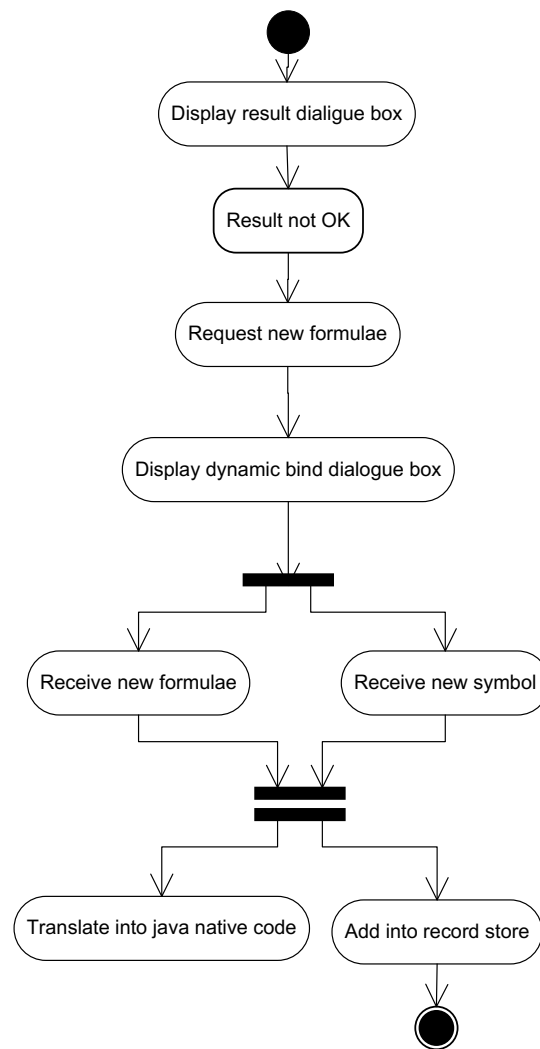 Display result dialigue box
Result not OK
Request new formulae
Display dynamic bind dialogue box
Receive new formulae
Receive new symbol
Translate into java native code
Add into record store